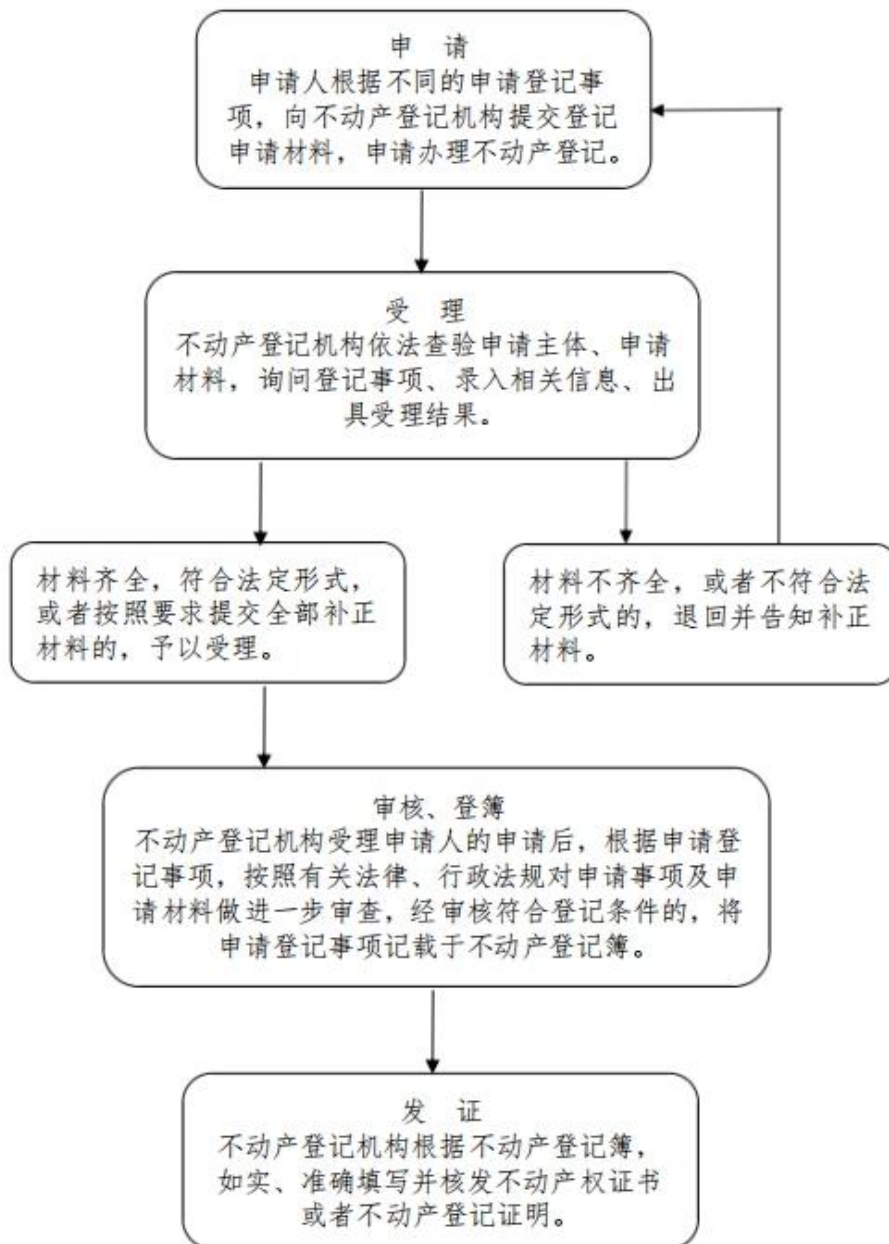 申 请
申请人根据不同的申请登记事
项，向不动产登记机构提交登记
申请材料，申请办理不动产登记。
受 理
不动产登记机构依法查验申请主体、申请
材料，询问登记事项、录入相关信息、出
具受理结果。
材料齐全，符合法定形式，
或者按照要求提交全部补正
材料的，予以受理。
材料不齐全，或者不符合法
定形式的，退回并告知补正
材料。
审核、登簿
不动产登记机构受理申请人的申请后，根据申请登
记事项，按照有关法律、行政法规对申请事项及申
请材料做进一步审查，经审核符合登记条件的，将
申请登记事项记载于不动产登记簿。
发 证
不动产登记机构根据不动产登记簿，
如实、准确填写并核发不动产权证书
或者不动产登记证明。